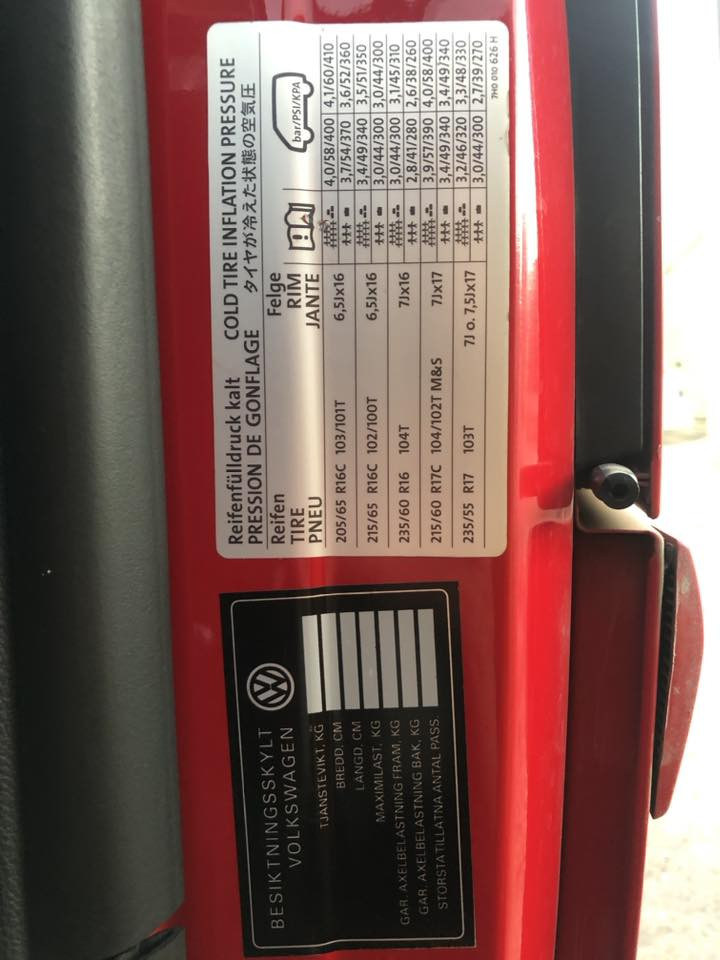 BESIKTNINGSSKYLT
VOLKSWAGEN
TJANSTEVIKT, KG
BREDD, CM
LANGD, CM
MAXIMILAST, KG
GAR. AXELBELASTNING FRAM, KG
GAR. AXELBELASTNING BAK, KG
STORSTA TILLATNA ANTAL PASS.
Reifenfülldruck kalt COLD TIRE INFLATION PRESSURE
PRESSION DE GONFLAGE タイヤが冷えた状態の空気圧
Reifen Felge
TIRE RIM bar/PSI/KPA
PNEU JANTE
4,0/58/400 4,1/60/410
205/65 R16C 103/101T 6,5Jx16 3,7/54/370 3,6/52/360
3,4/49/340 3,5/51/350
215/65 R16C 102/100T 6,5Jx16 3,0/44/300 3,0/44/300
3,0/44/300 3,1/45/310
235/60 R16 104T 7Jx16 2,8/41/280 2,6/38/260
3,9/57/390 4,0/58/400
215/60 R17C 104/102T M&S 7Jx17 3,4/49/340 3,4/49/340
3,2/46/320 3,3/48/330
235/55 R17 103T 7J o. 7,5Jx17 3,0/44/300 2,7/39/270
7H0 010 626 H